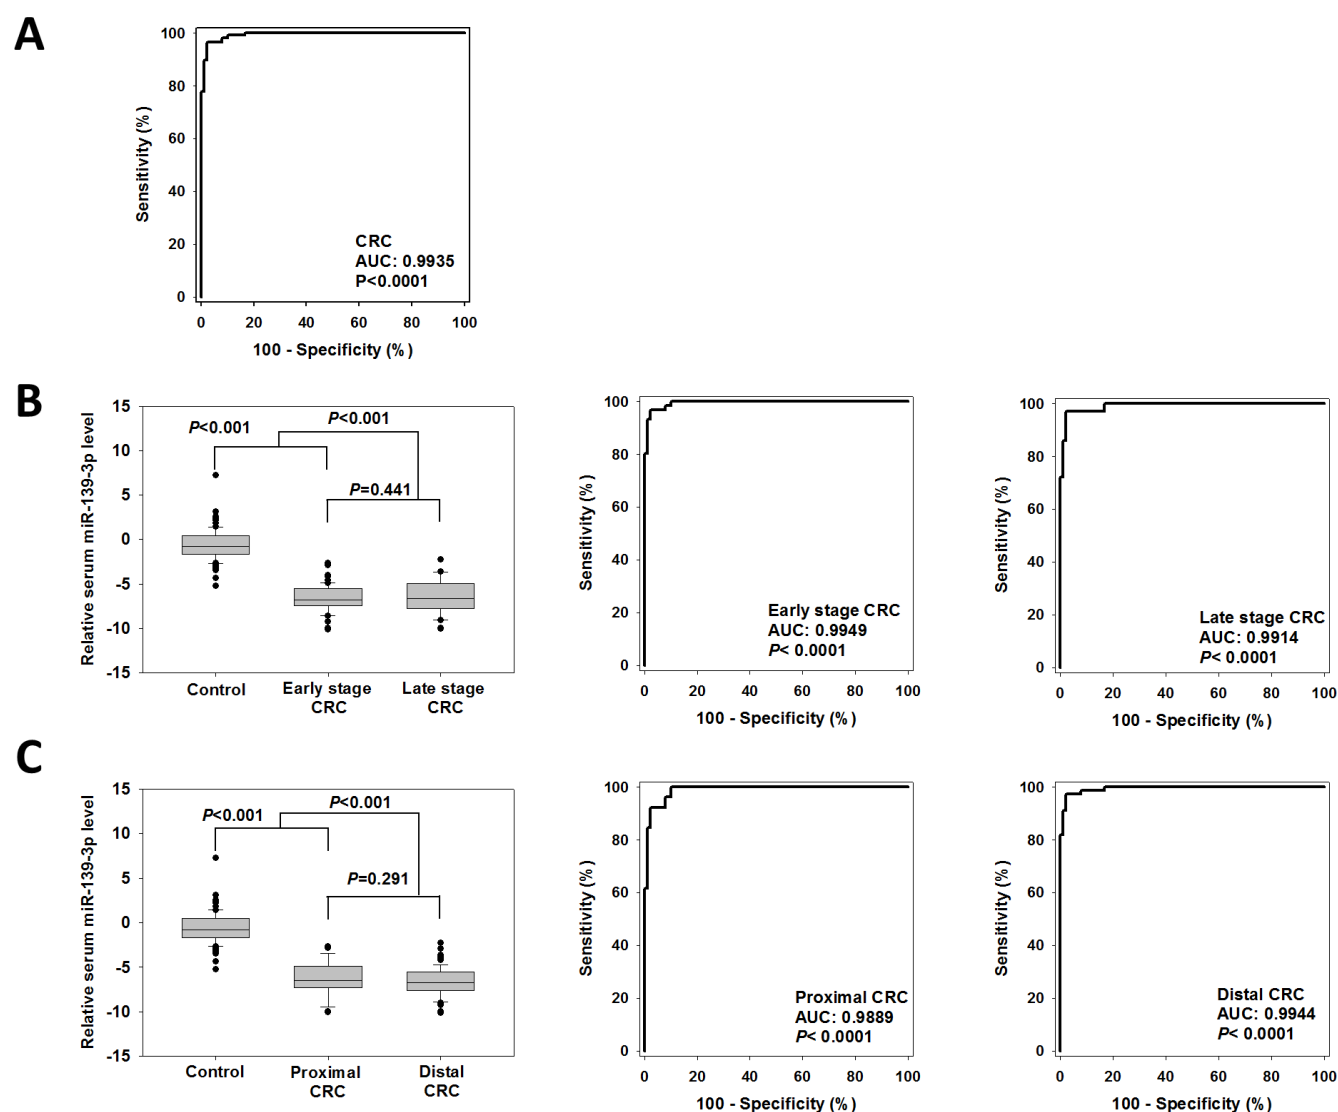 A
100
80
60
40
20
0
Sensitivity (%)
CRC
AUC: 0.9935
P<0.0001
0 20 40 60 80 100
100 - Specificity (%)
B
Relative serum miR-139-3p level
15
10
5
0
-5
-10
-15
P<0.001
P<0.001
P=0.441
Control
Early stage
CRC
Late stage
CRC
Sensitivity (%)
100
80
60
40
20
0
Early stage CRC
AUC: 0.9949
P< 0.0001
0 20 40 60 80 100
100 - Specificity (%)
Sensitivity (%)
100
80
60
40
20
0
Late stage CRC
AUC: 0.9914
P< 0.0001
0 20 40 60 80 100
100 - Specificity (%)
C
Relative serum miR-139-3p level
15
10
5
0
-5
-10
-15
P<0.001
P<0.001
P=0.291
Control
Proximal
CRC
Distal
CRC
Sensitivity (%)
100
80
60
40
20
0
Proximal CRC
AUC: 0.9889
P< 0.0001
0 20 40 60 80 100
100 - Specificity (%)
Sensitivity (%)
100
80
60
40
20
0
Distal CRC
AUC: 0.9944
P< 0.0001
0 20 40 60 80 100
100 - Specificity (%)